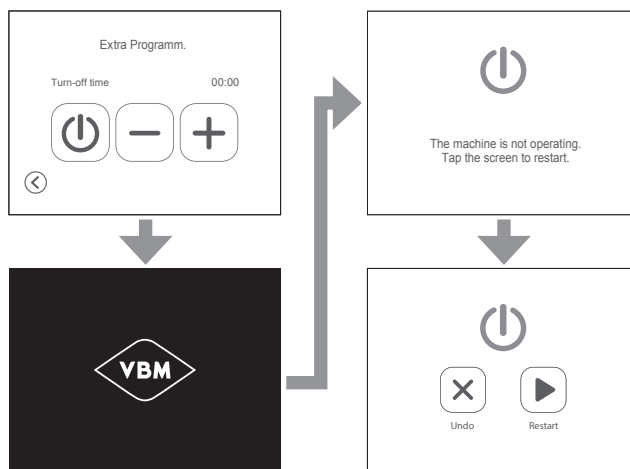 Extra Programm.
Turn-off time 00:00
VBM
The machine is not operating.
Tap the screen to restart.
Undo Restart